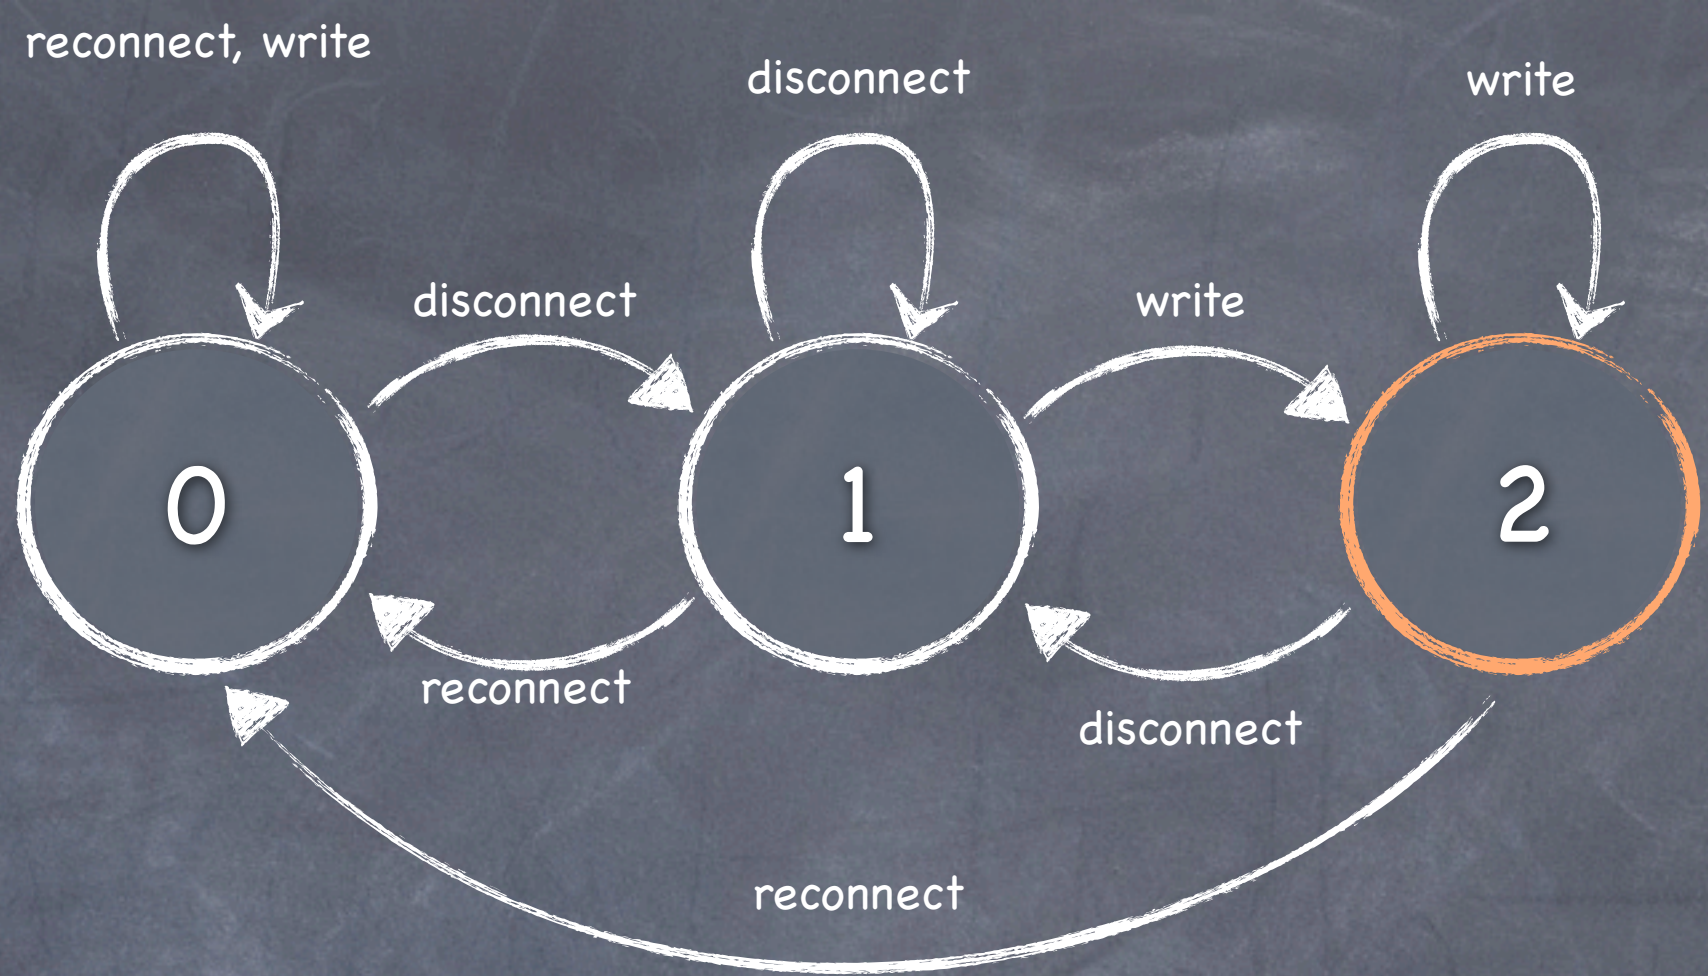 reconnect, write
disconnect
write
disconnect
write
0
1
2
reconnect
disconnect
reconnect